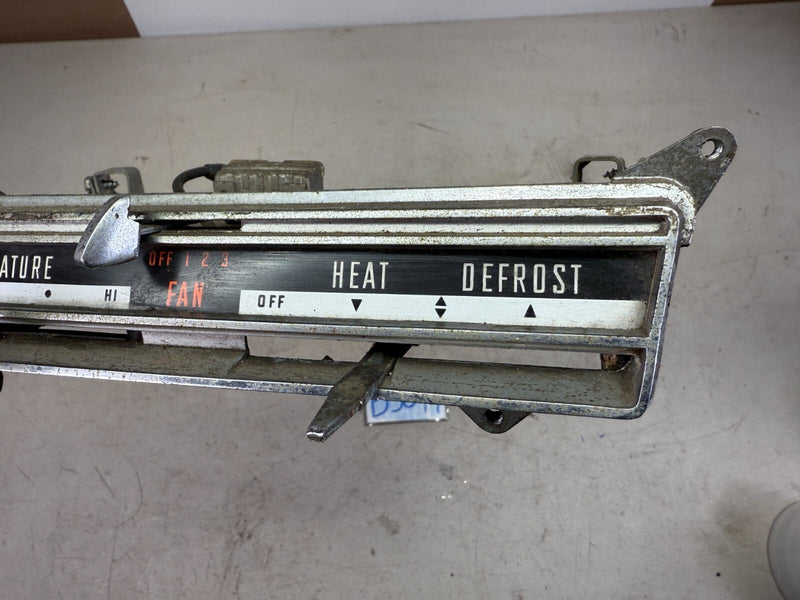 ATURE
HI
OFF 1 2 3
FAN
HEAT
DEFROST
OFF